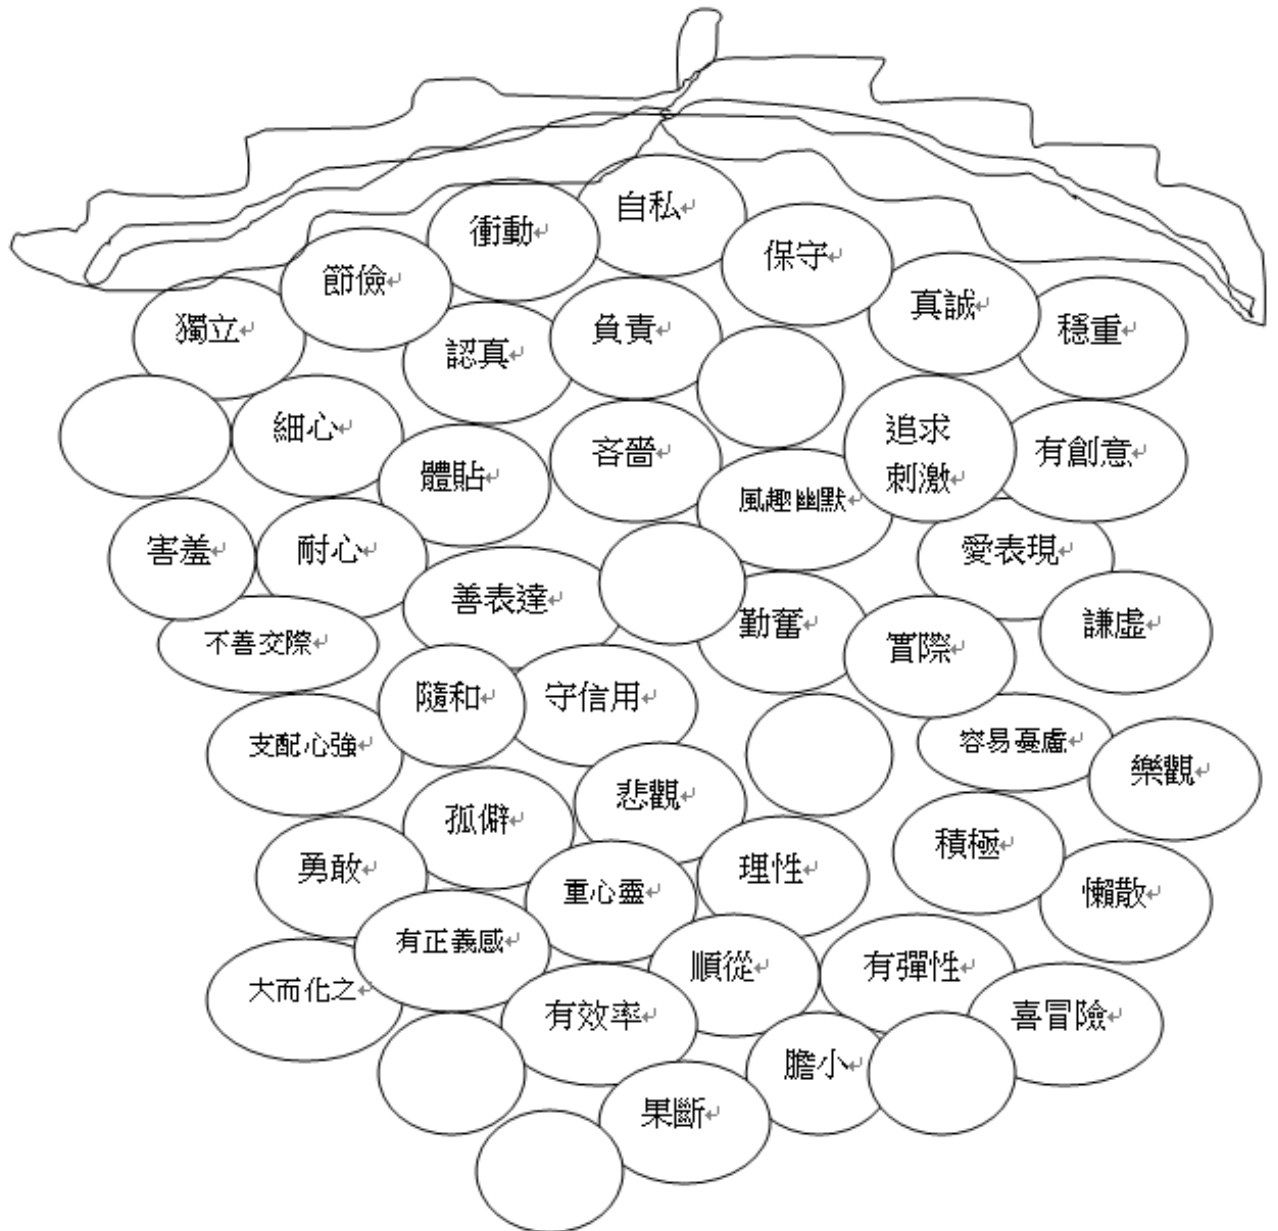 自私
衝動
保守
節儉
真誠
獨立
負責
穩重
認真
細心
追求
刺激
有創意
吝嗇
體貼
風趣幽默
害羞
耐心
愛表現
善表達
勤奮
謙虛
不善交際
實際
隨和
守信用
支配心強
容易憂慮
樂觀
悲觀
孤僻
積極
勇敢
理性
重心靈
懶散
有正義感
順從
有彈性
大而化之
有效率
喜冒險
膽小
果斷